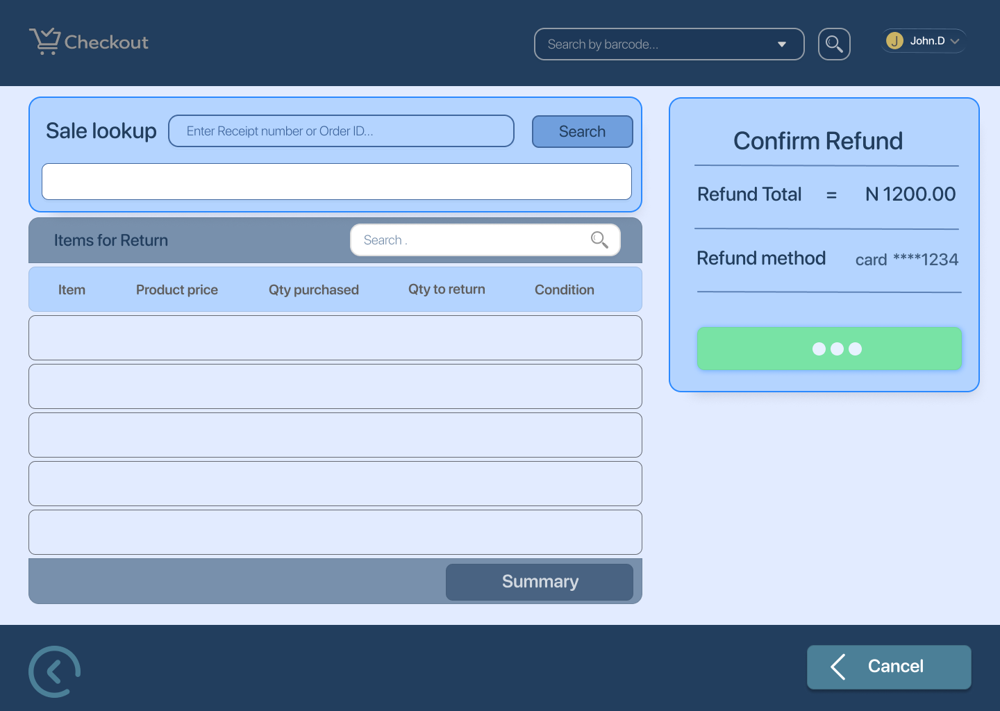 Checkout
Search by barcode...
J John.D
Sale lookup
Enter Receipt number or Order ID...
Search
Items for Return
Search .
Item Product price Qty purchased Qty to return Condition
Summary
Confirm Refund
Refund Total = N 1200.00
Refund method card ****1234
Cancel